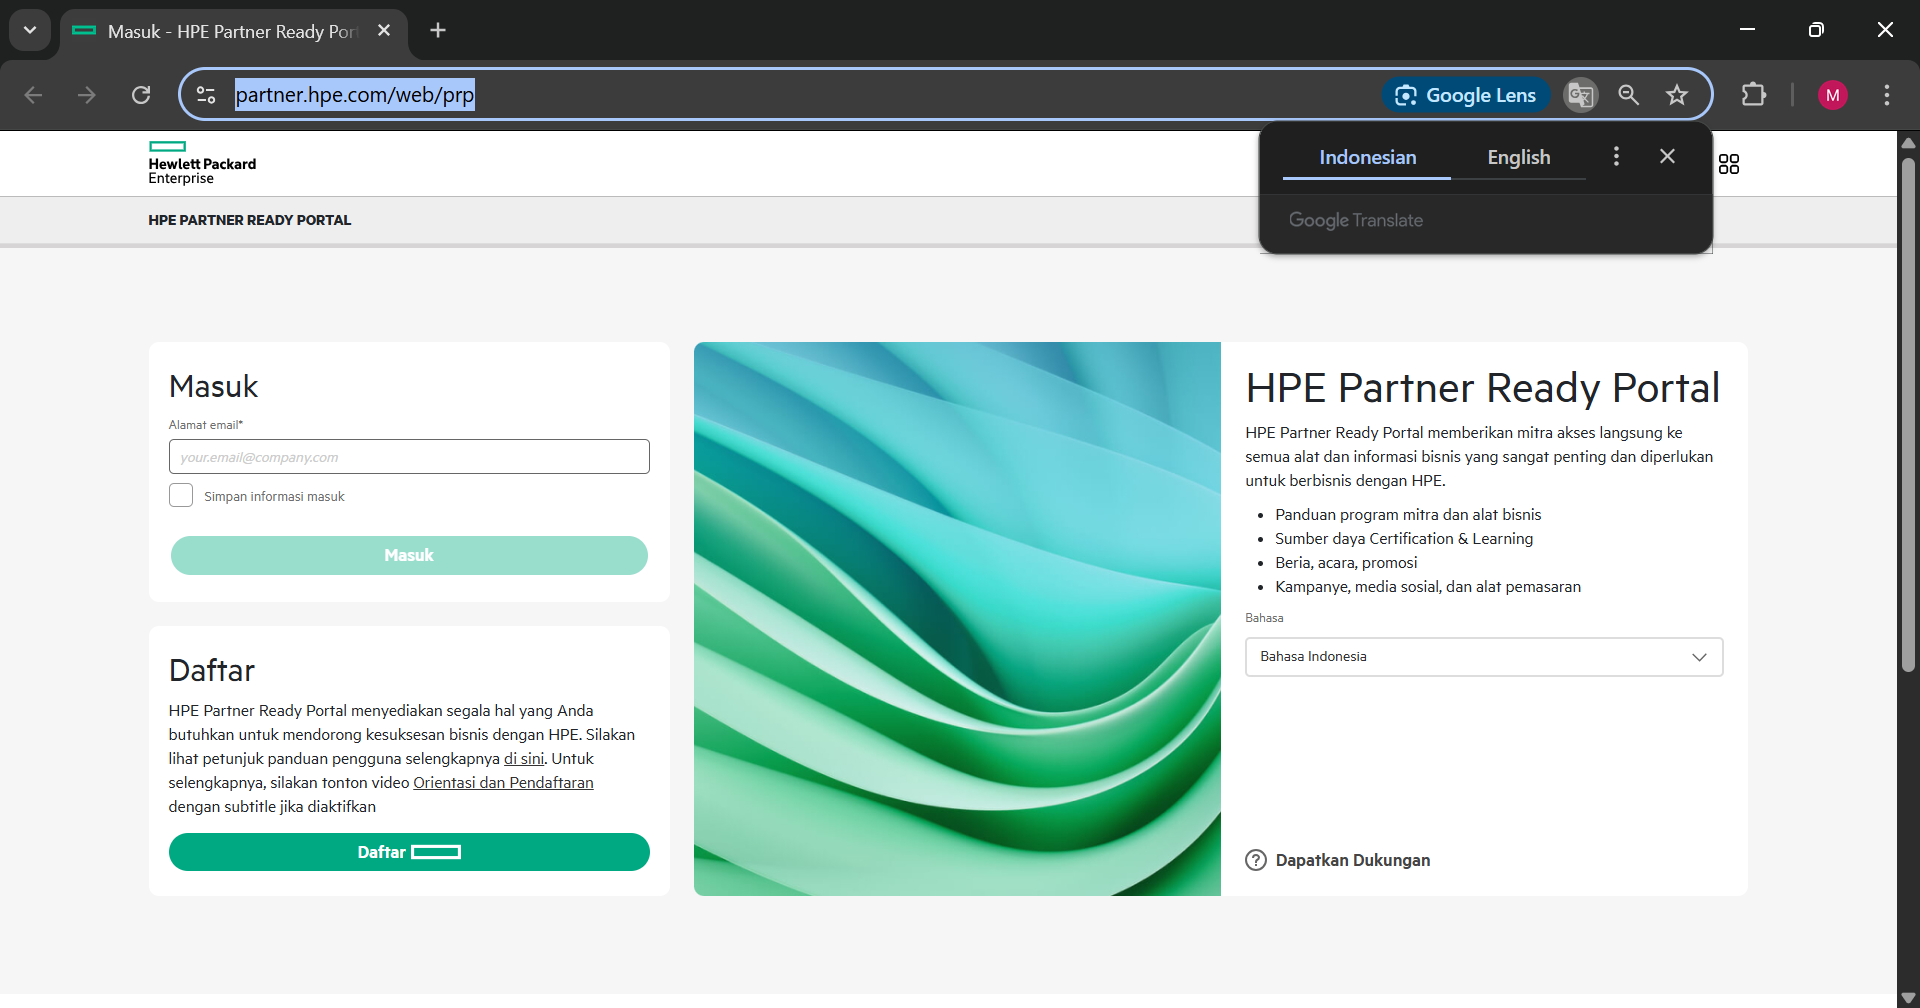 Masuk - HPE Partner Ready Por
partner.hpe.com/web/prp
Google Lens
M
Indonesian English
Google Translate
Hewlett Packard
Enterprise
HPE PARTNER READY PORTAL
Masuk
Alamat email*
your.email@company.com
Simpan informasi masuk
Masuk
Daftar
HPE Partner Ready Portal menyediakan segala hal yang Anda
butuhkan untuk mendorong kesuksesan bisnis dengan HPE. Silakan
lihat petunjuk panduan pengguna selengkapnya di sini. Untuk
selengkapnya, silakan tonton video Orientasi dan Pendaftaran
dengan subtitle jika diaktifkan
Daftar
HPE Partner Ready Portal
HPE Partner Ready Portal memberikan mitra akses langsung ke
semua alat dan informasi bisnis yang sangat penting dan diperlukan
untuk berbisnis dengan HPE.
• Panduan program mitra dan alat bisnis
• Sumber daya Certification & Learning
• Beria, acara, promosi
• Kampanye, media sosial, dan alat pemasaran
Bahasa
Bahasa Indonesia
Dapatkan Dukungan